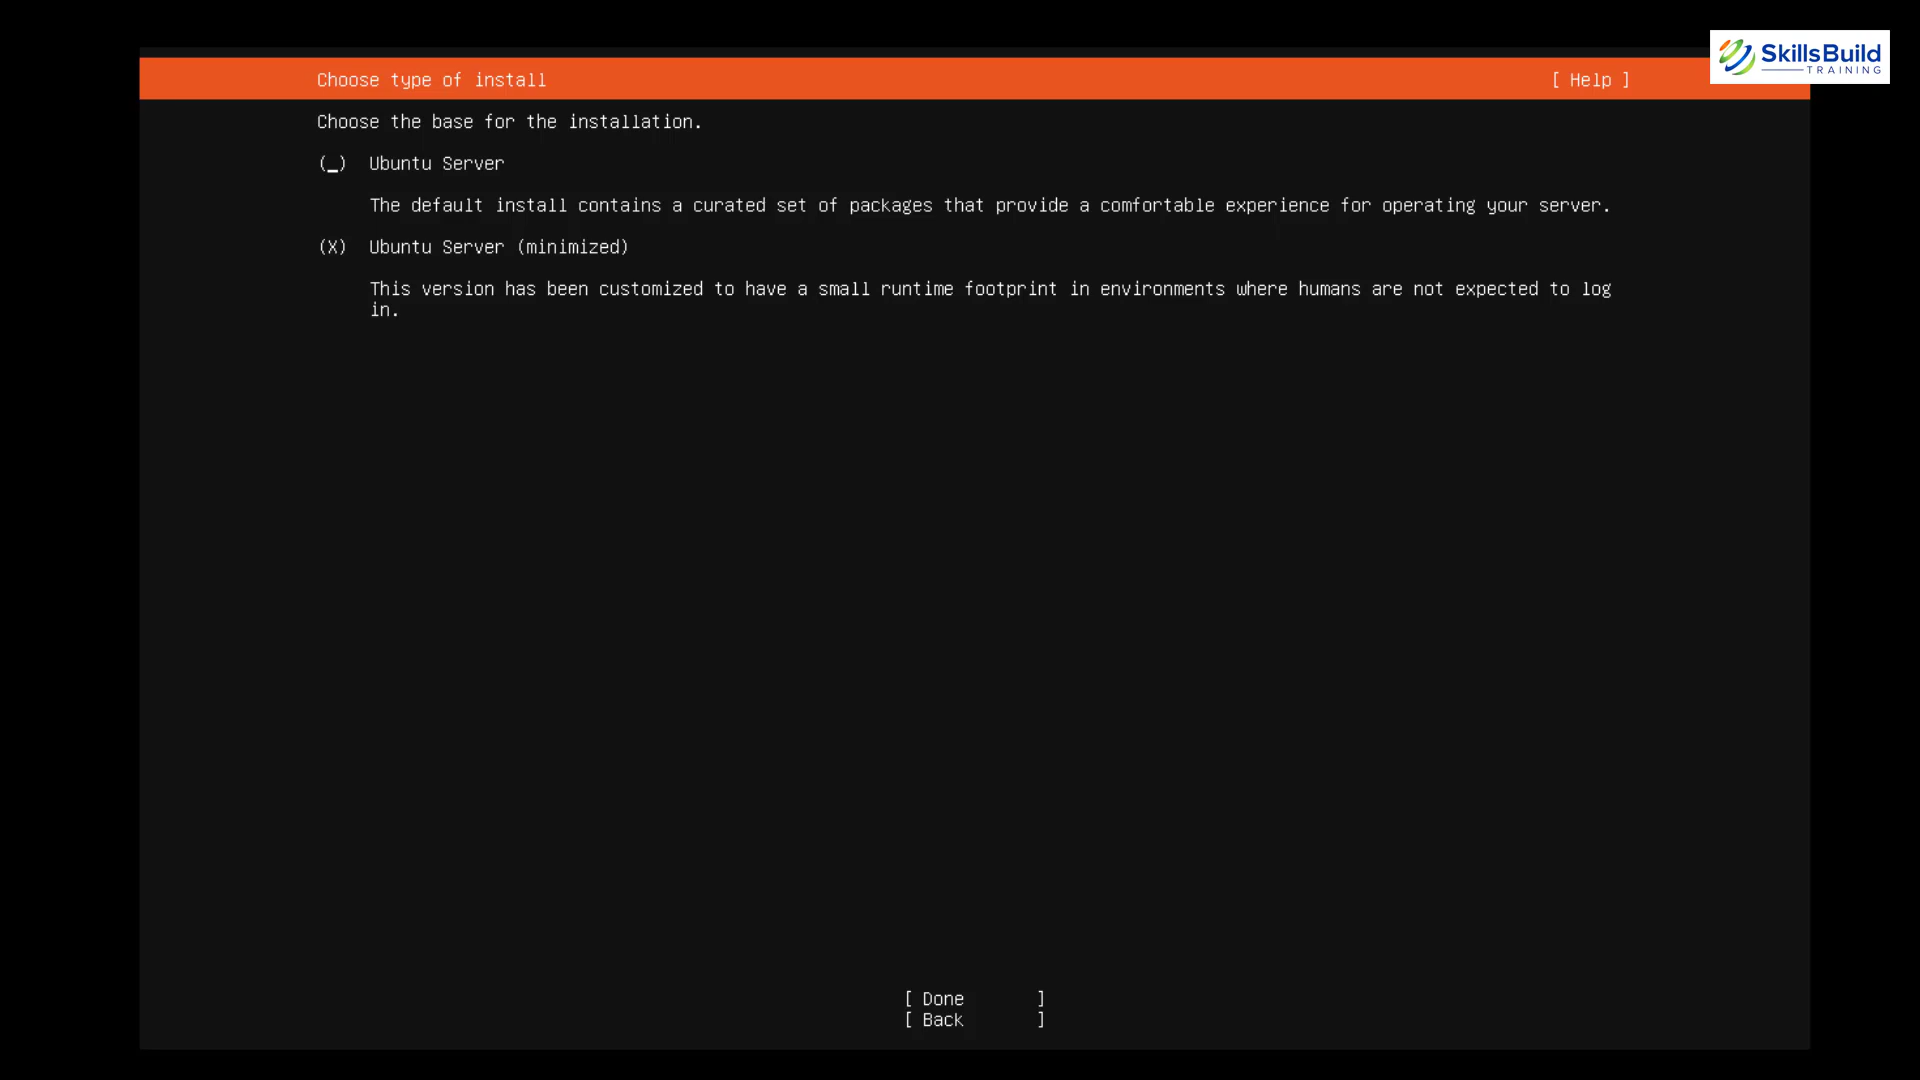 SkillsBuild
TRAINING
Choose type of install [ Help ]
Choose the base for the installation.
(_) Ubuntu Server
The default install contains a curated set of packages that provide a comfortable experience for operating your server.
(X) Ubuntu Server (minimized)
This version has been customized to have a small runtime footprint in environments where humans are not expected to log
in.
[ Done ]
[ Back ]